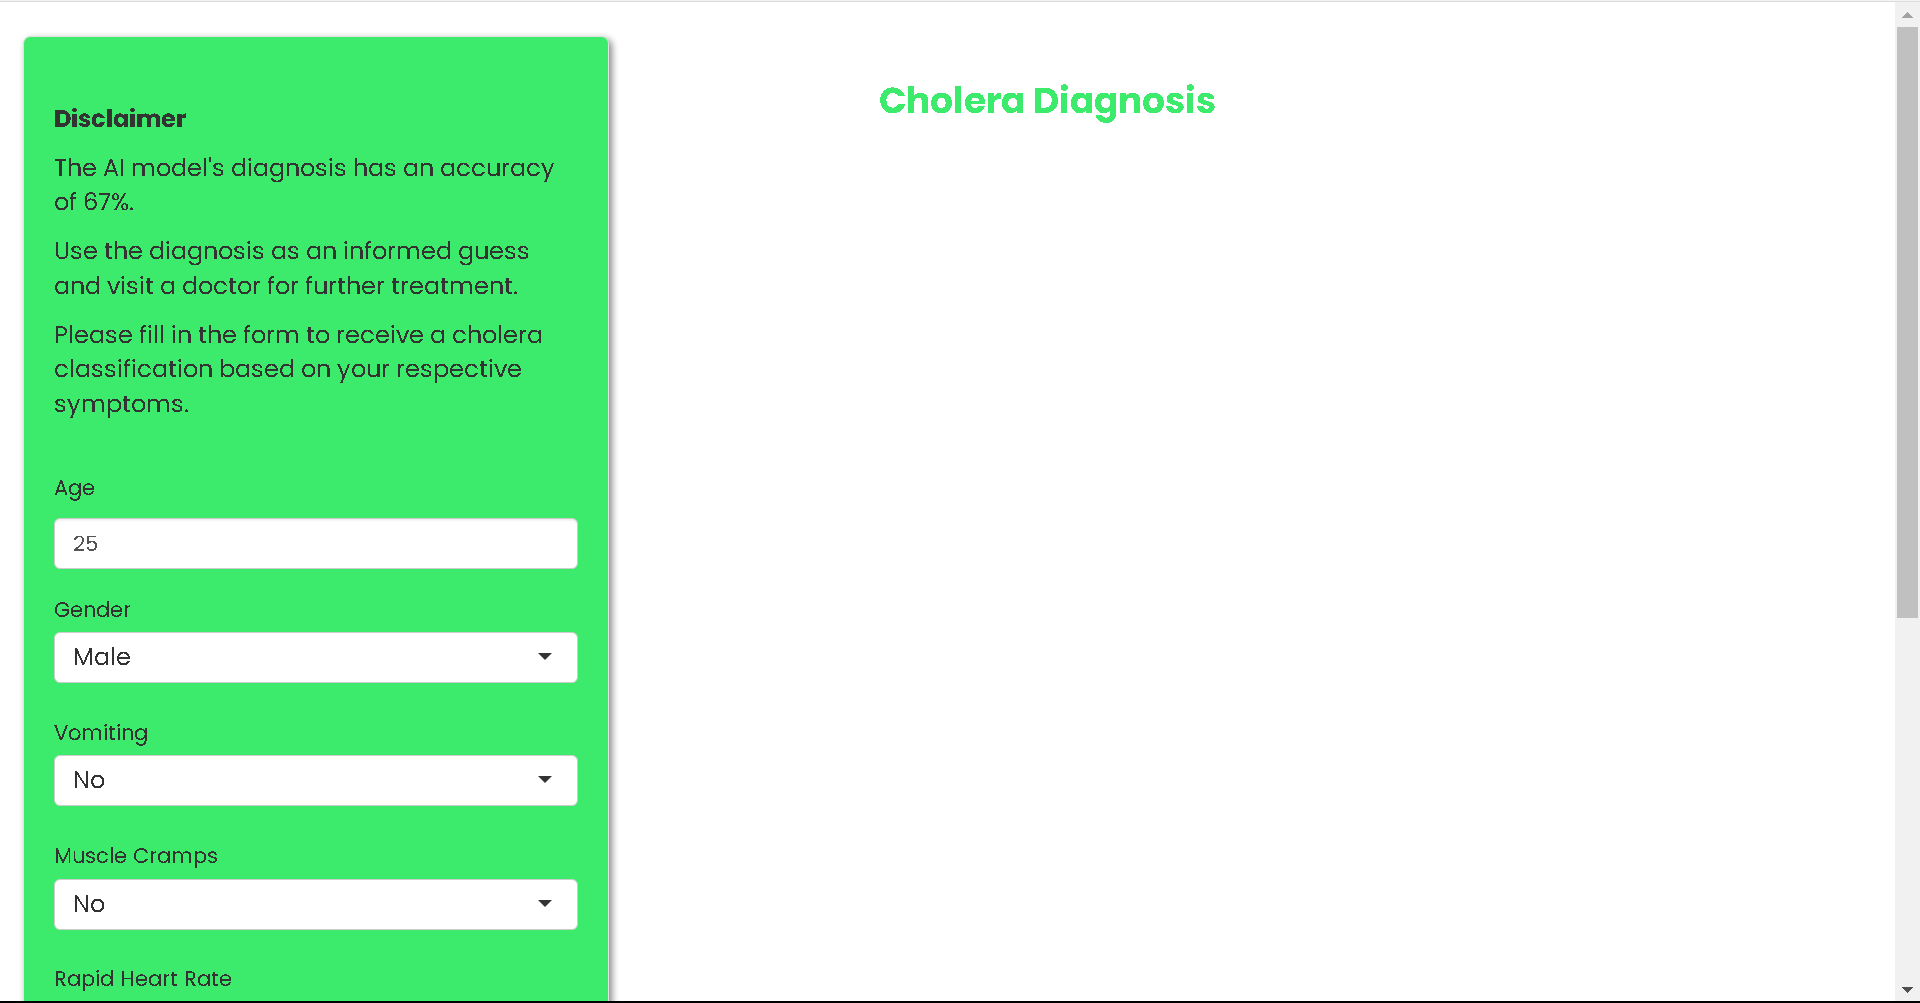 Disclaimer
The AI model's diagnosis has an accuracy
of 67%.
Use the diagnosis as an informed guess
and visit a doctor for further treatment.
Please fill in the form to receive a cholera
classification based on your respective
symptoms.
Age
25
Gender
Male
Vomiting
No
Muscle Cramps
No
Rapid Heart Rate
Cholera Diagnosis